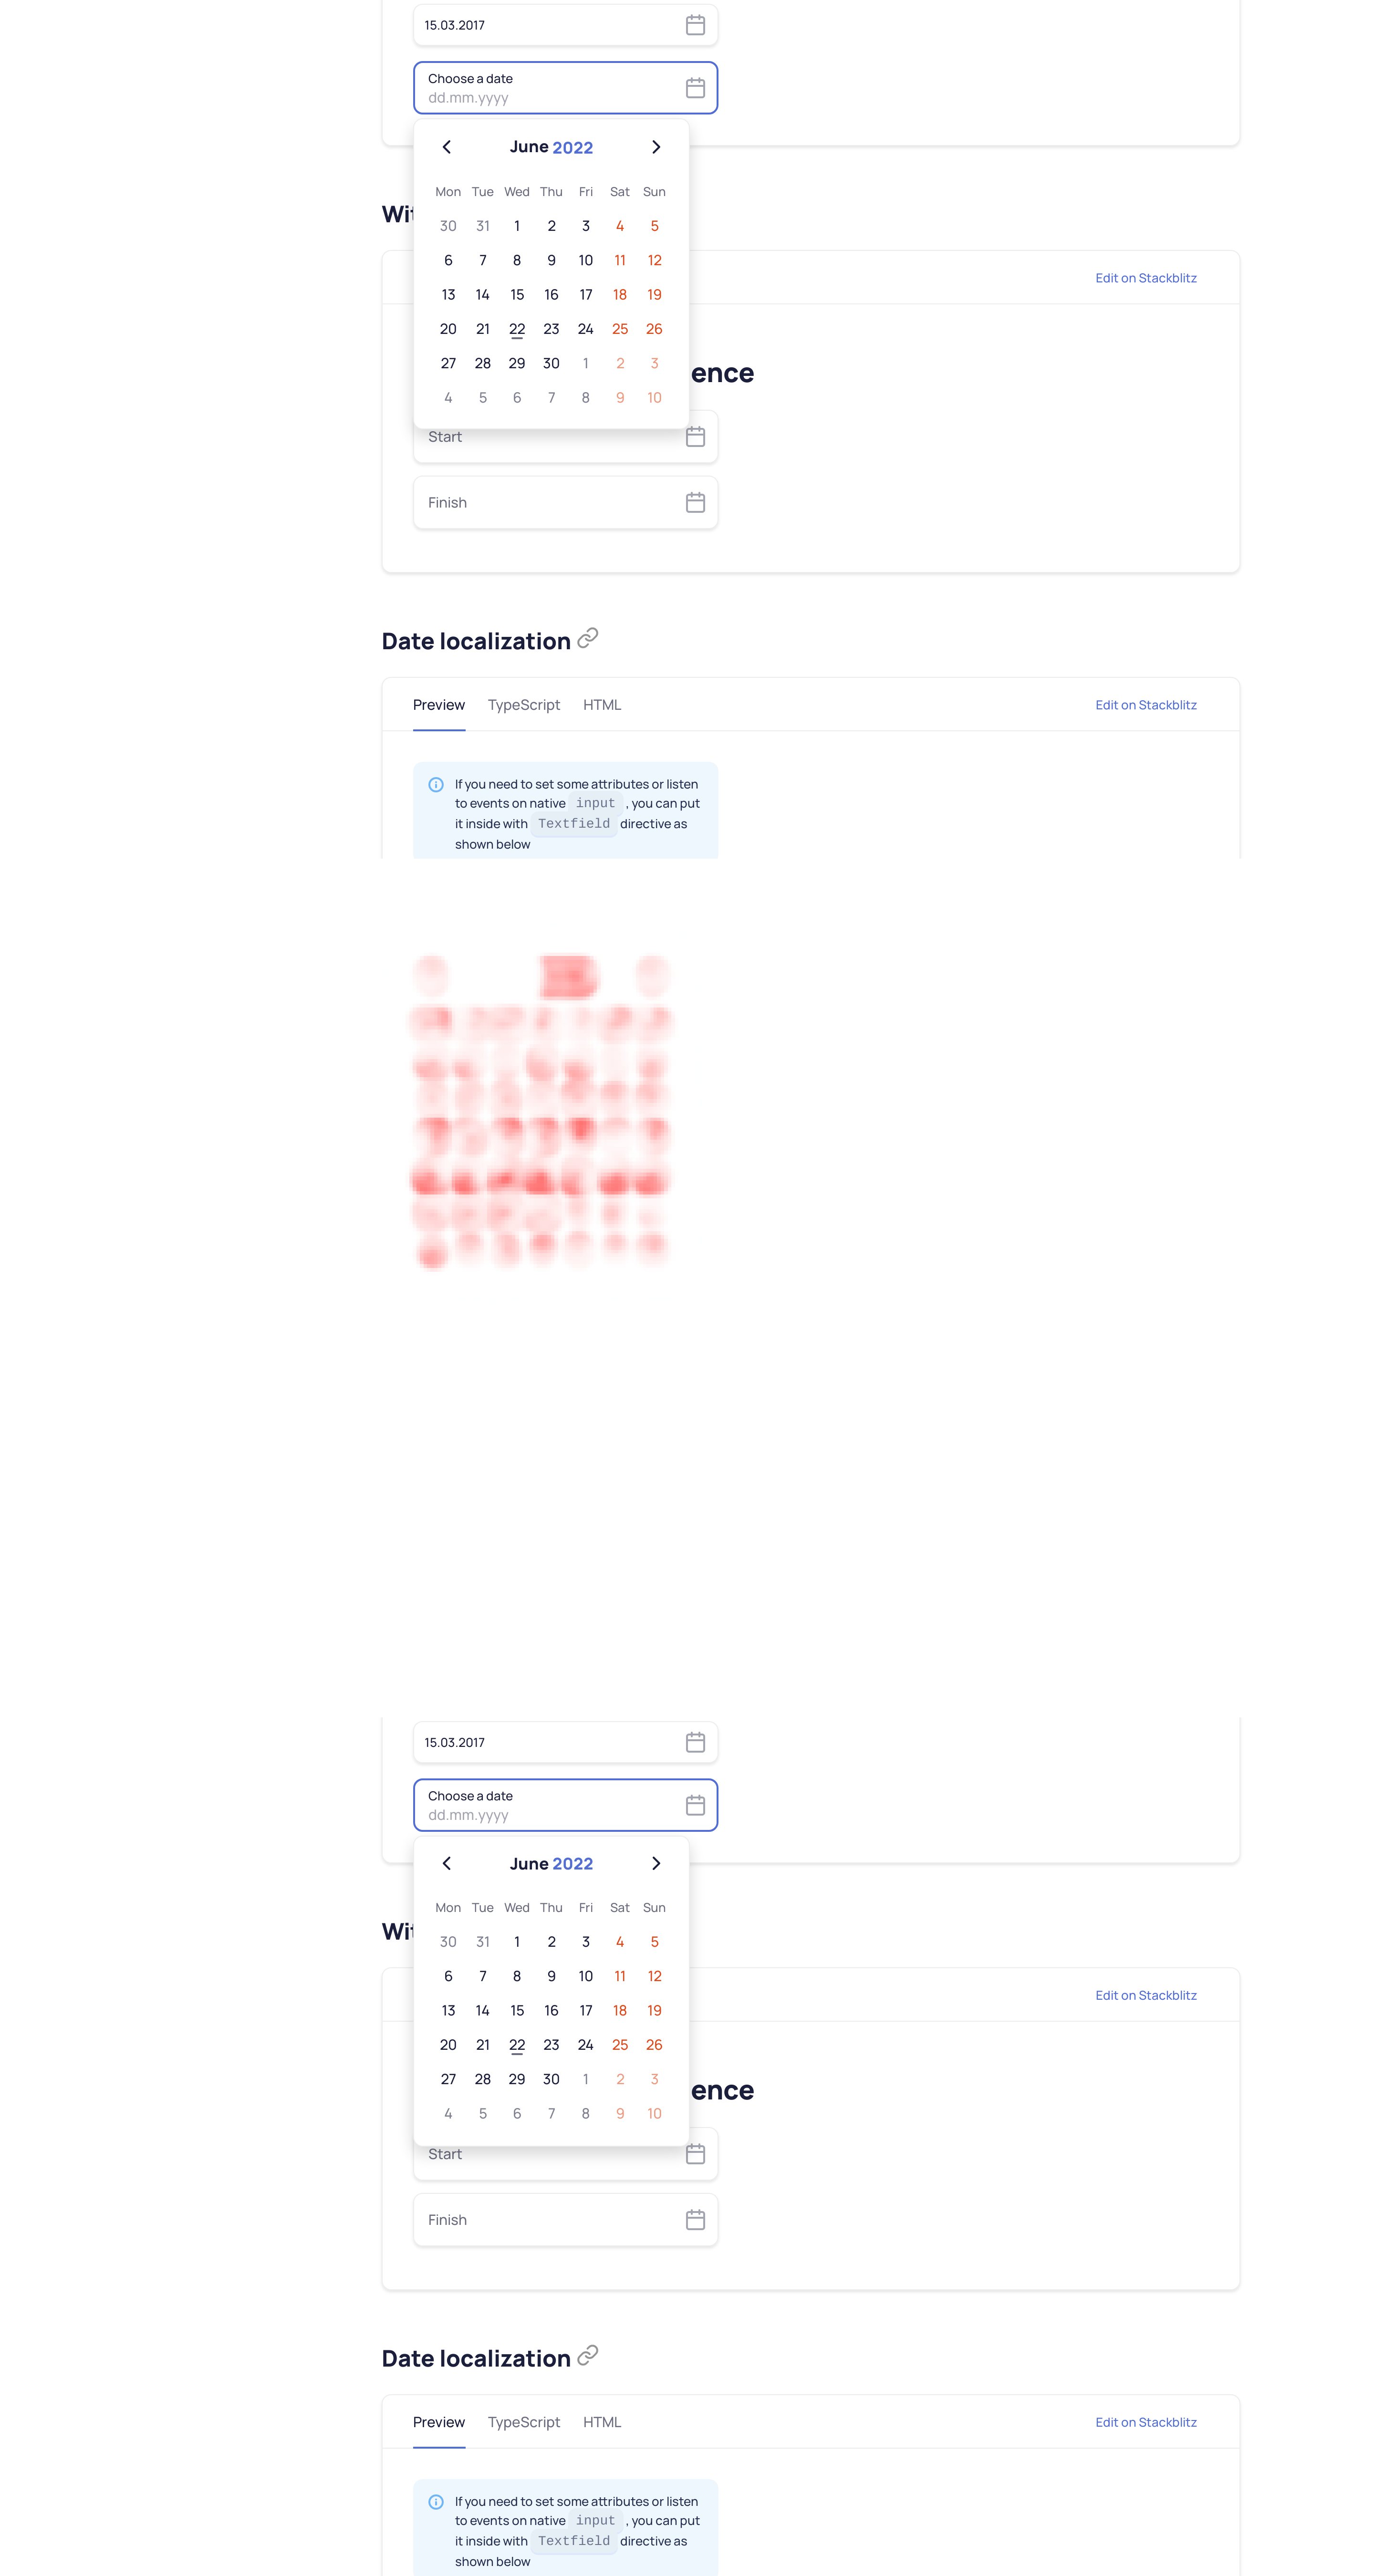 15.03.2017
Choose a date
dd.mm.yyyy
June 2022
Mon Tue Wed Thu Fri Sat Sun
30 31 1 2 3 4 5
6 7 8 9 10 11 12
13 14 15 16 17 18 19
20 21 22 23 24 25 26
27 28 29 30 1 2 3
4 5 6 7 8 9 10
Edit on Stackblitz
ence
Start
Finish
Date localization
Preview TypeScript HTML Edit on Stackblitz
If you need to set some attributes or listen
to events on native input , you can put
it inside with Textfield directive as
shown below
15.03.2017
Choose a date
dd.mm.yyyy
June 2022
Mon Tue Wed Thu Fri Sat Sun
30 31 1 2 3 4 5
6 7 8 9 10 11 12
13 14 15 16 17 18 19
20 21 22 23 24 25 26
27 28 29 30 1 2 3
4 5 6 7 8 9 10
Edit on Stackblitz
ence
Start
Finish
Date localization
Preview TypeScript HTML Edit on Stackblitz
If you need to set some attributes or listen
to events on native input , you can put
it inside with Textfield directive as
shown below